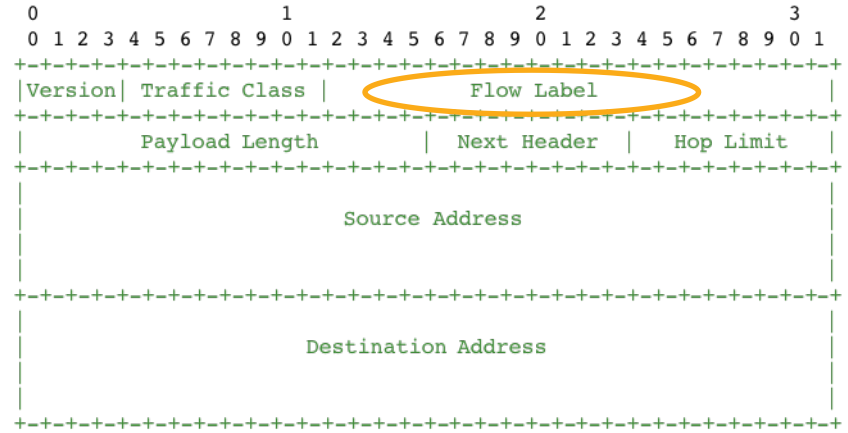 0                   1                   2                   3
0 1 2 3 4 5 6 7 8 9 0 1 2 3 4 5 6 7 8 9 0 1 2 3 4 5 6 7 8 9 0 1
+-+-+-+-+-+-+-+-+-+-+-+-+-+-+-+-+-+-+-+-+-+-+-+-+-+-+-+-+-+-+-+-+
|Version| Traffic Class |           Flow Label                  |
+-+-+-+-+-+-+-+-+-+-+-+-+-+-+-+-+-+-+-+-+-+-+-+-+-+-+-+-+-+-+-+-+
|         Payload Length        |  Next Header  |   Hop Limit   |
+-+-+-+-+-+-+-+-+-+-+-+-+-+-+-+-+-+-+-+-+-+-+-+-+-+-+-+-+-+-+-+-+
|                                                               |
|                         Source Address                        |
|                                                               |
|                                                               |
+-+-+-+-+-+-+-+-+-+-+-+-+-+-+-+-+-+-+-+-+-+-+-+-+-+-+-+-+-+-+-+-+
|                                                               |
|                      Destination Address                      |
|                                                               |
|                                                               |
+-+-+-+-+-+-+-+-+-+-+-+-+-+-+-+-+-+-+-+-+-+-+-+-+-+-+-+-+-+-+-+-+